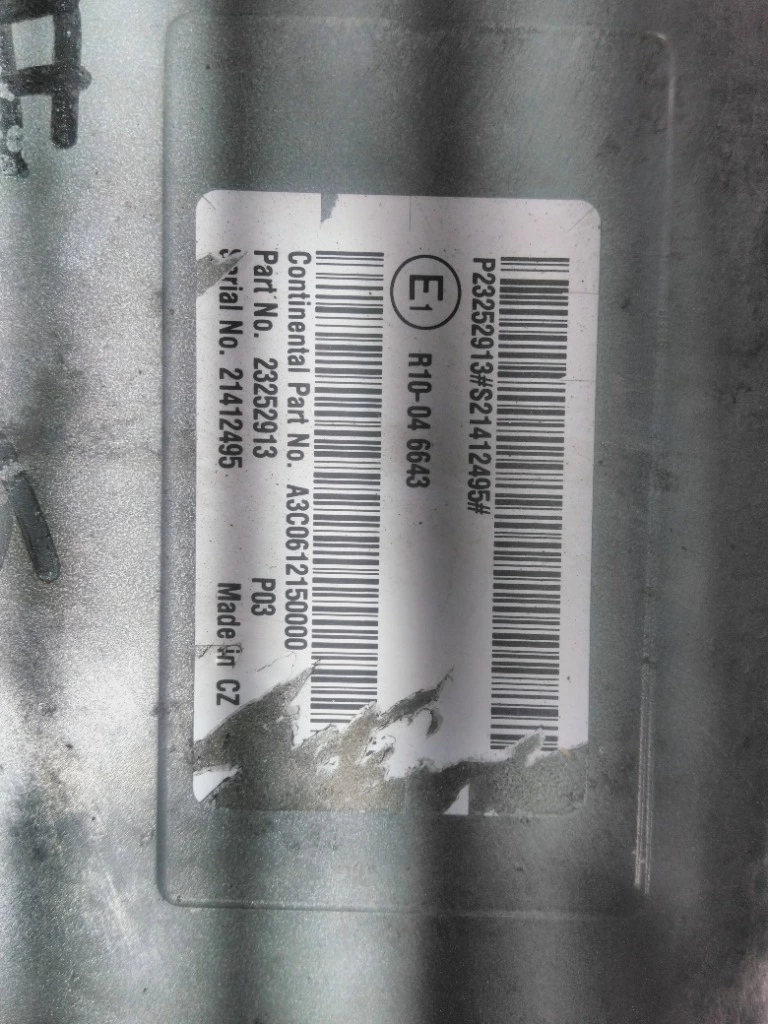 P23252913#S21412495#
E1 R10-04 6643
Continental Part No. A3C0612150000
Part No. 23252913 P03
Serial No. 21412495 Made in CZ